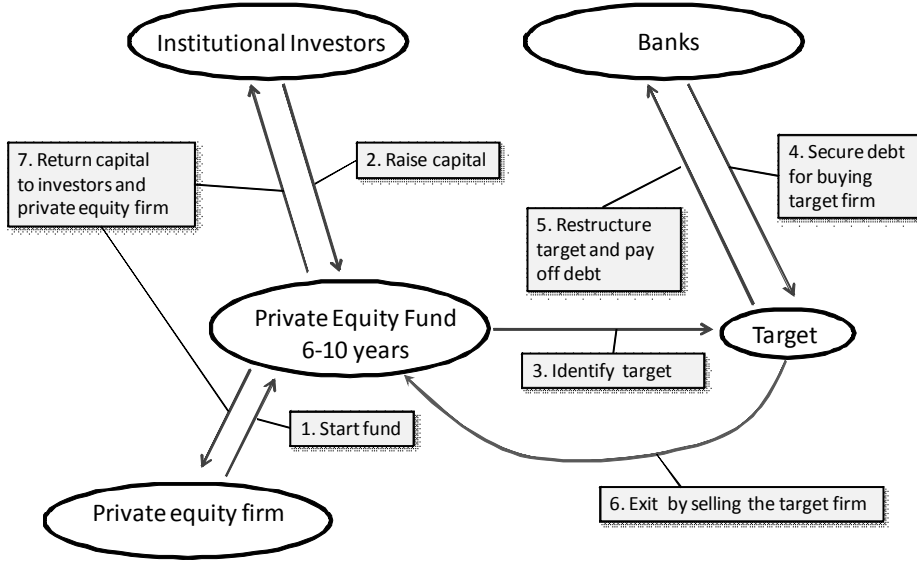 Institutional Investors
Banks
7. Return capital
to investors and
private equity firm
2. Raise capital
4. Secure debt
for buying
target firm
5. Restructure
target and pay
off debt
Private Equity Fund
6-10 years
Target
3. Identify target
1. Start fund
6. Exit by selling the target firm
Private equity firm